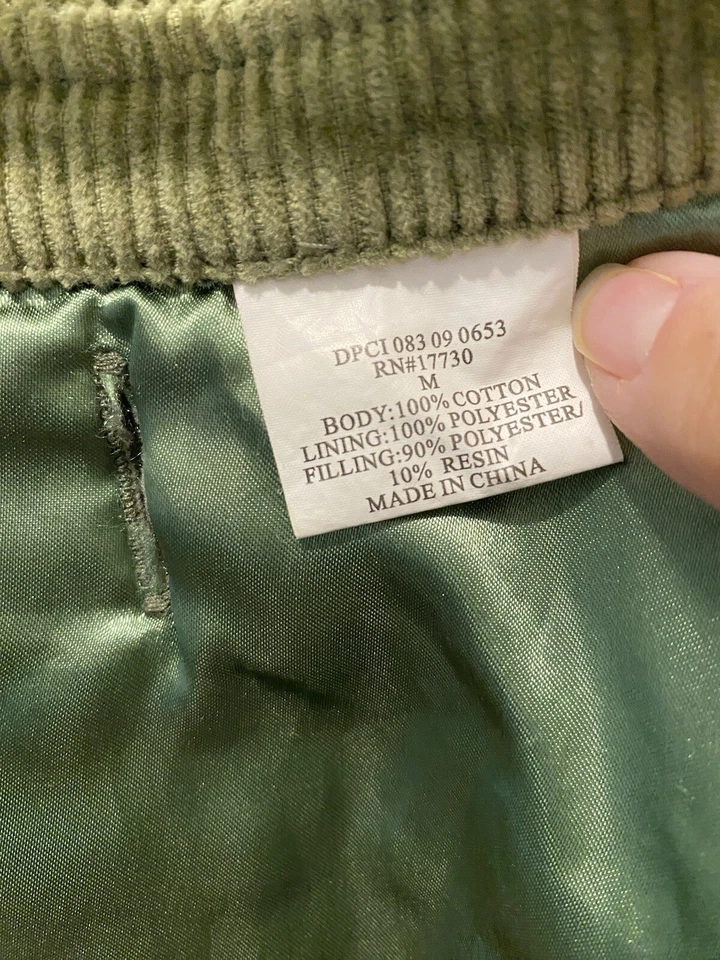 DPCI 083 09 0653
RN#17730
M
BODY:100% COTTON
LINING:100% POLYESTER
FILLING:90% POLYESTER/
10% RESIN
MADE IN CHINA